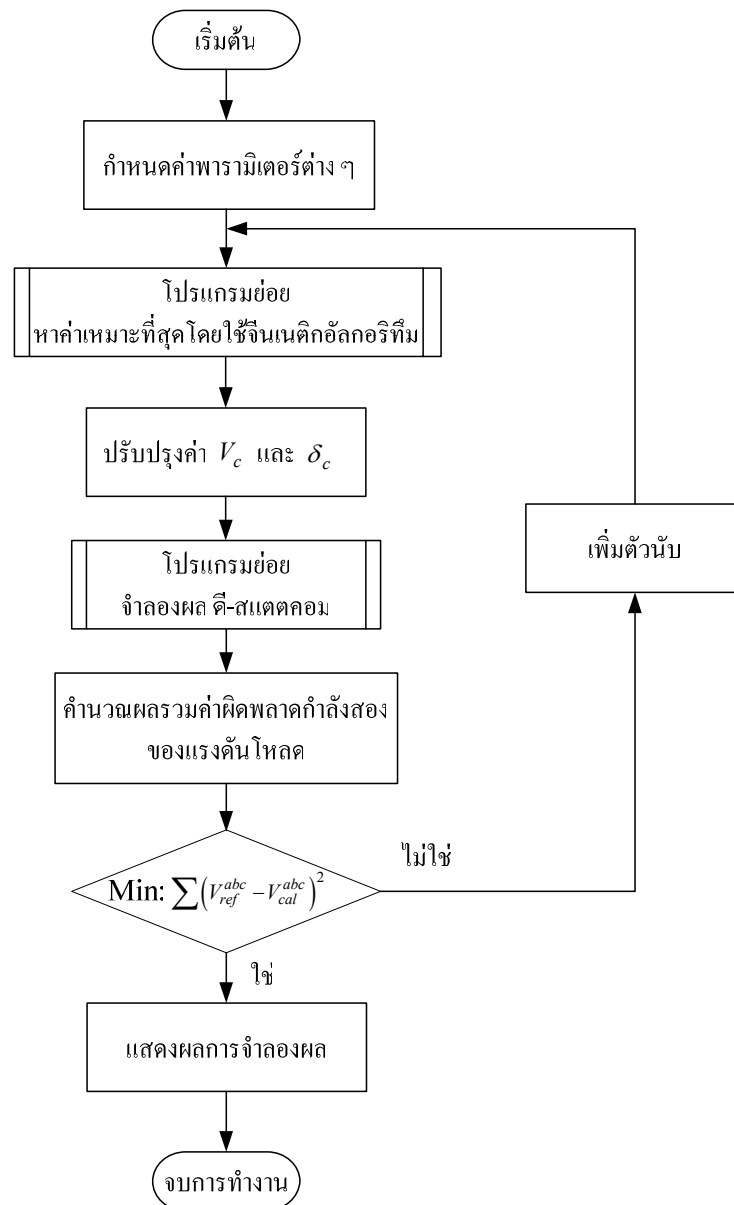 เริ่มต้น
กำหนดค่าพารามิเตอร์ต่าง ๆ
โปรแกรมย่อย
หาค่าเหมาะที่สุดโดยใช้จีนเนติกอัลกอริทึม
ปรับปรุงค่า V_c และ δ_c
เพิ่มตัวนับ
โปรแกรมย่อย
จำลองผล ดี-สแตตคอม
คำนวณผลรวมค่าผิดพลาดกำลังสอง
ของแรงดันโหลด
ไม่ใช่
Min: ∑(V_{ref}^{abc} − V_{cal}^{abc})^2
ใช่
แสดงผลการจำลองผล
จบการทำงาน